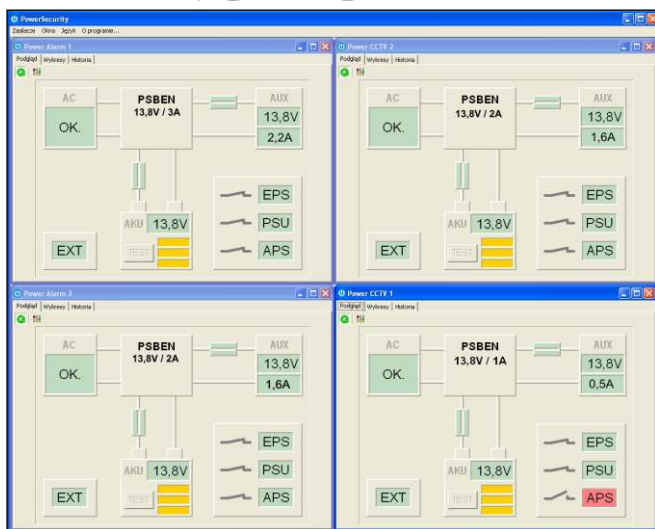 PowerSecurity
Zasilacze Okna Język O programie...
Power Alarm 1
Podgląd Wykresy Historia
AC
OK.
PSBEN
13,8V / 3A
AUX
13,8V
2,2A
AKU 13,8V
TEST
EXT
EPS
PSU
APS
Power CCTV 2
Podgląd Wykresy Historia
AC
OK.
PSBEN
13,8V / 2A
AUX
13,8V
1,6A
AKU 13,8V
TEST
EXT
EPS
PSU
APS
Power Alarm 2
Podgląd Wykresy Historia
AC
OK.
PSBEN
13,8V / 2A
AUX
13,8V
1,6A
AKU 13,8V
TEST
EXT
EPS
PSU
APS
Power CCTV 1
Podgląd Wykresy Historia
AC
OK.
PSBEN
13,8V / 1A
AUX
13,8V
0,5A
AKU 13,8V
TEST
EXT
EPS
PSU
APS